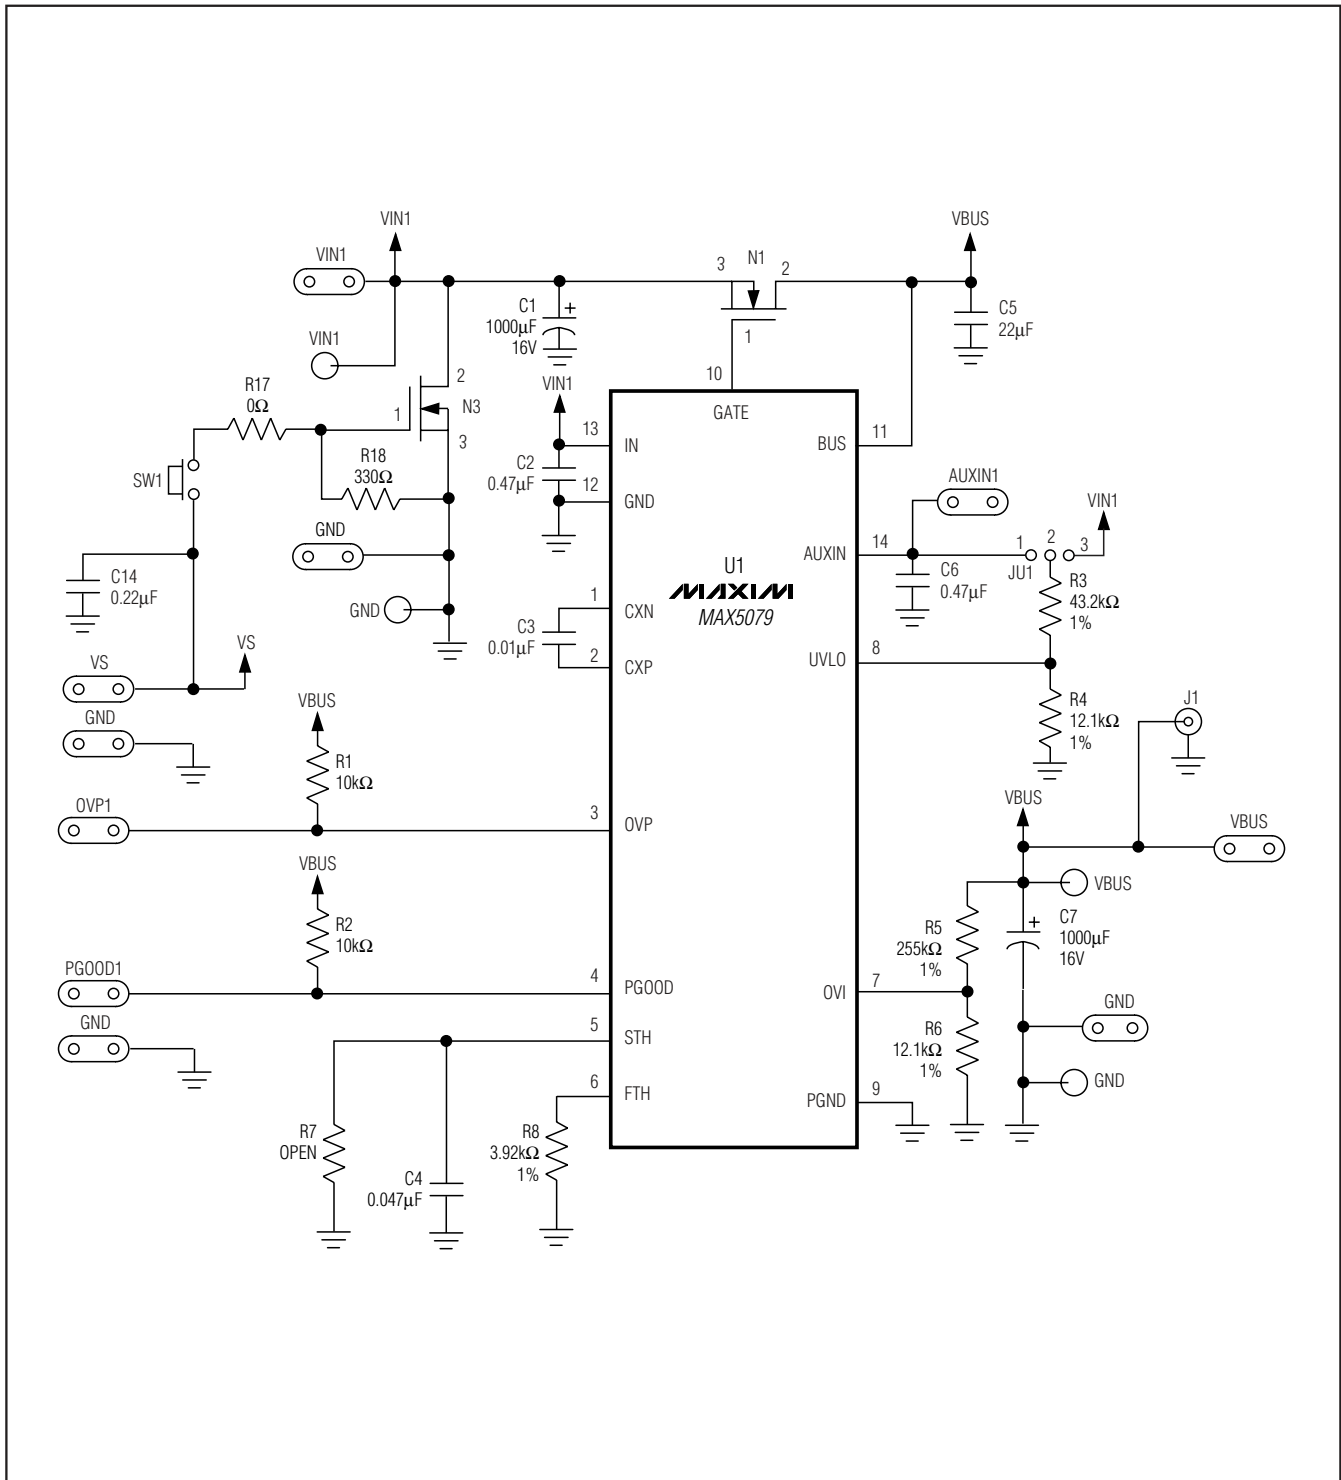 VIN1
VBUS
VIN1
3
N1
2
C1
1000µF
16V
+
1
C5
22µF
VIN1
R17
0Ω
2
1
N3
3
VIN1
10
GATE
13
IN
BUS
11
C2
0.47µF
12
GND
R18
330Ω
SW1
AUXIN1
VIN1
GND
AUXIN
14
1
2
3
JU1
U1
MAXIM
MAX5079
C6
0.47µF
R3
43.2kΩ
1%
C14
0.22µF
GND
1
CXN
C3
0.01µF
2
CXP
UVLO
8
VS
VS
GND
VBUS
R4
12.1kΩ
1%
J1
R1
10kΩ
OVP1
3
OVP
VBUS
VBUS
VBUS
VBUS
R2
10kΩ
R5
255kΩ
1%
+
C7
1000µF
16V
PGOOD1
4
PGOOD
OVI
7
GND
GND
5
STH
R6
12.1kΩ
1%
GND
6
FTH
PGND
9
R7
OPEN
R8
3.92kΩ
1%
C4
0.047µF